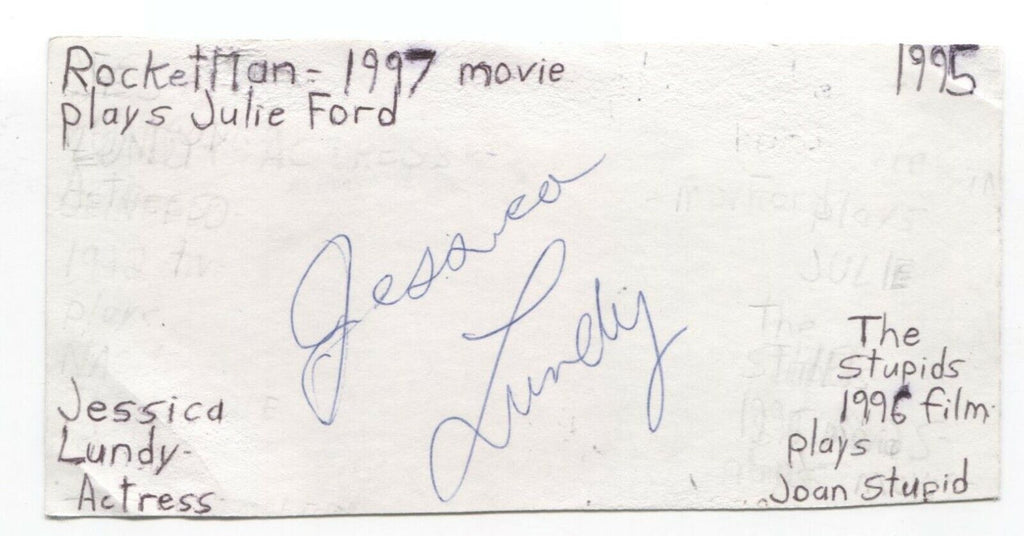 RocketMan - 1997 movie
plays Julie Ford
1995
Jessica
Lundy
Jessica
Lundy -
Actress
The
Stupids
1996 film
plays
Joan Stupid
JULIE